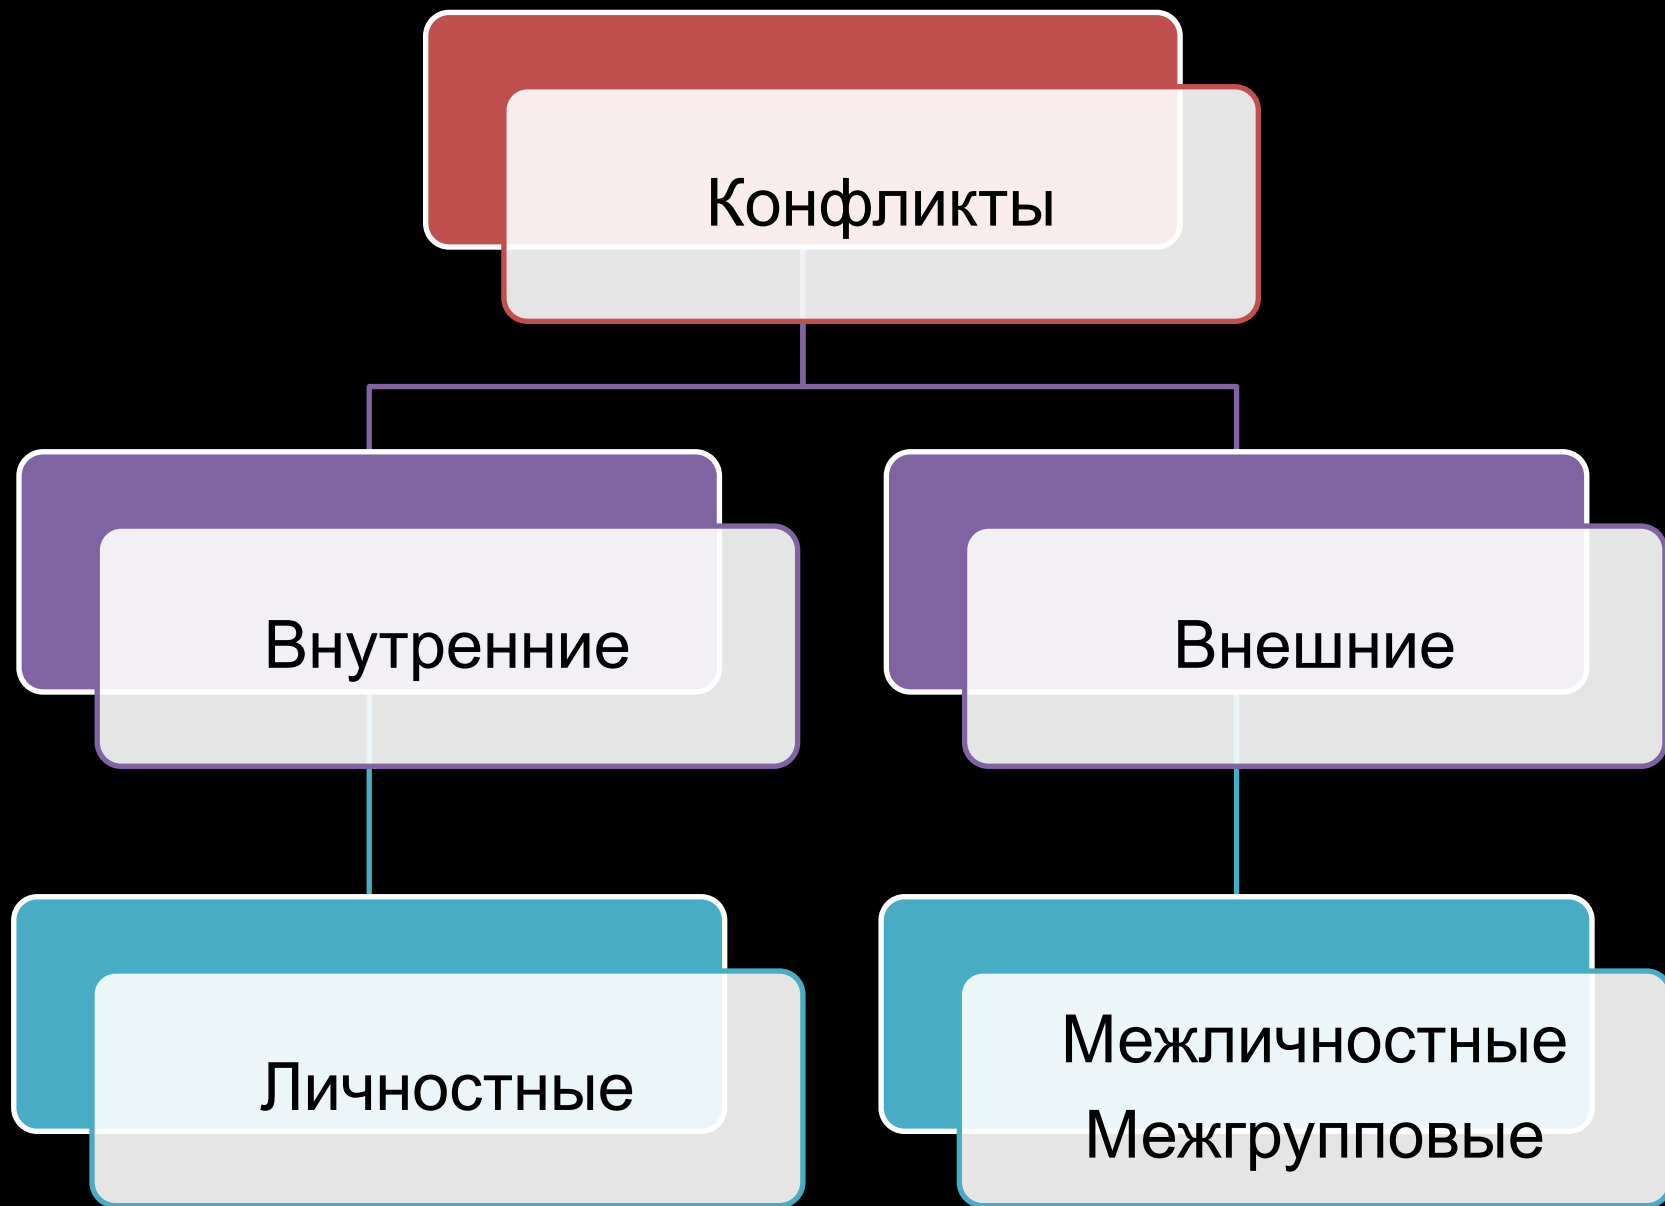 Конфликты
Внутренние
Внешние
Личностные
Межличностные
Межгрупповые